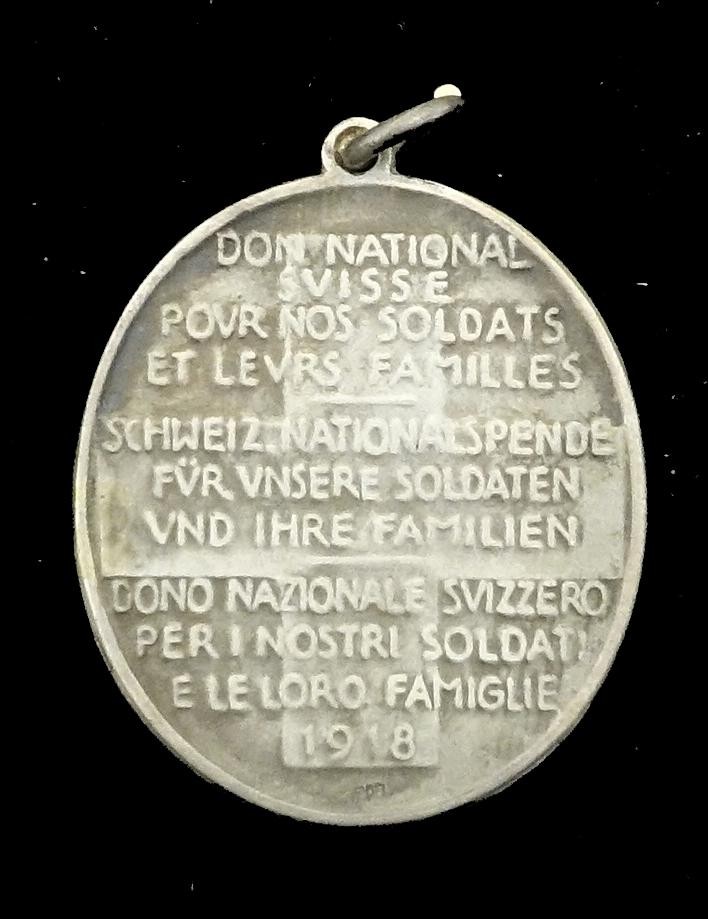 DON NATIONAL
SVISSE
POVR NOS SOLDATS
ET LEVRS FAMILLES
SCHWEIZ. NATIONALSPENDE
FÜR VNSERE SOLDATEN
VND IHRE FAMILIEN
DONO NAZIONALE SVIZZERO
PER I NOSTRI SOLDATI
E LE LORO FAMIGLIE
1918